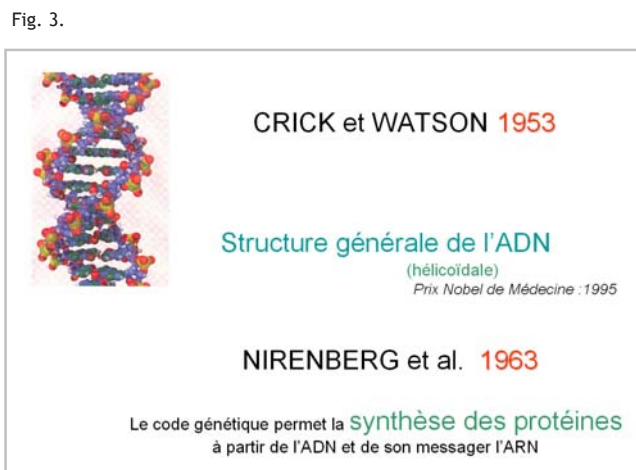 Fig. 3.
CRICK et WATSON 1953
Structure générale de l'ADN
(hélicoïdale)
Prix Nobel de Médecine : 1995
NIRENBERG et al. 1963
Le code génétique permet la synthèse des protéines
à partir de l'ADN et de son messager l'ARN